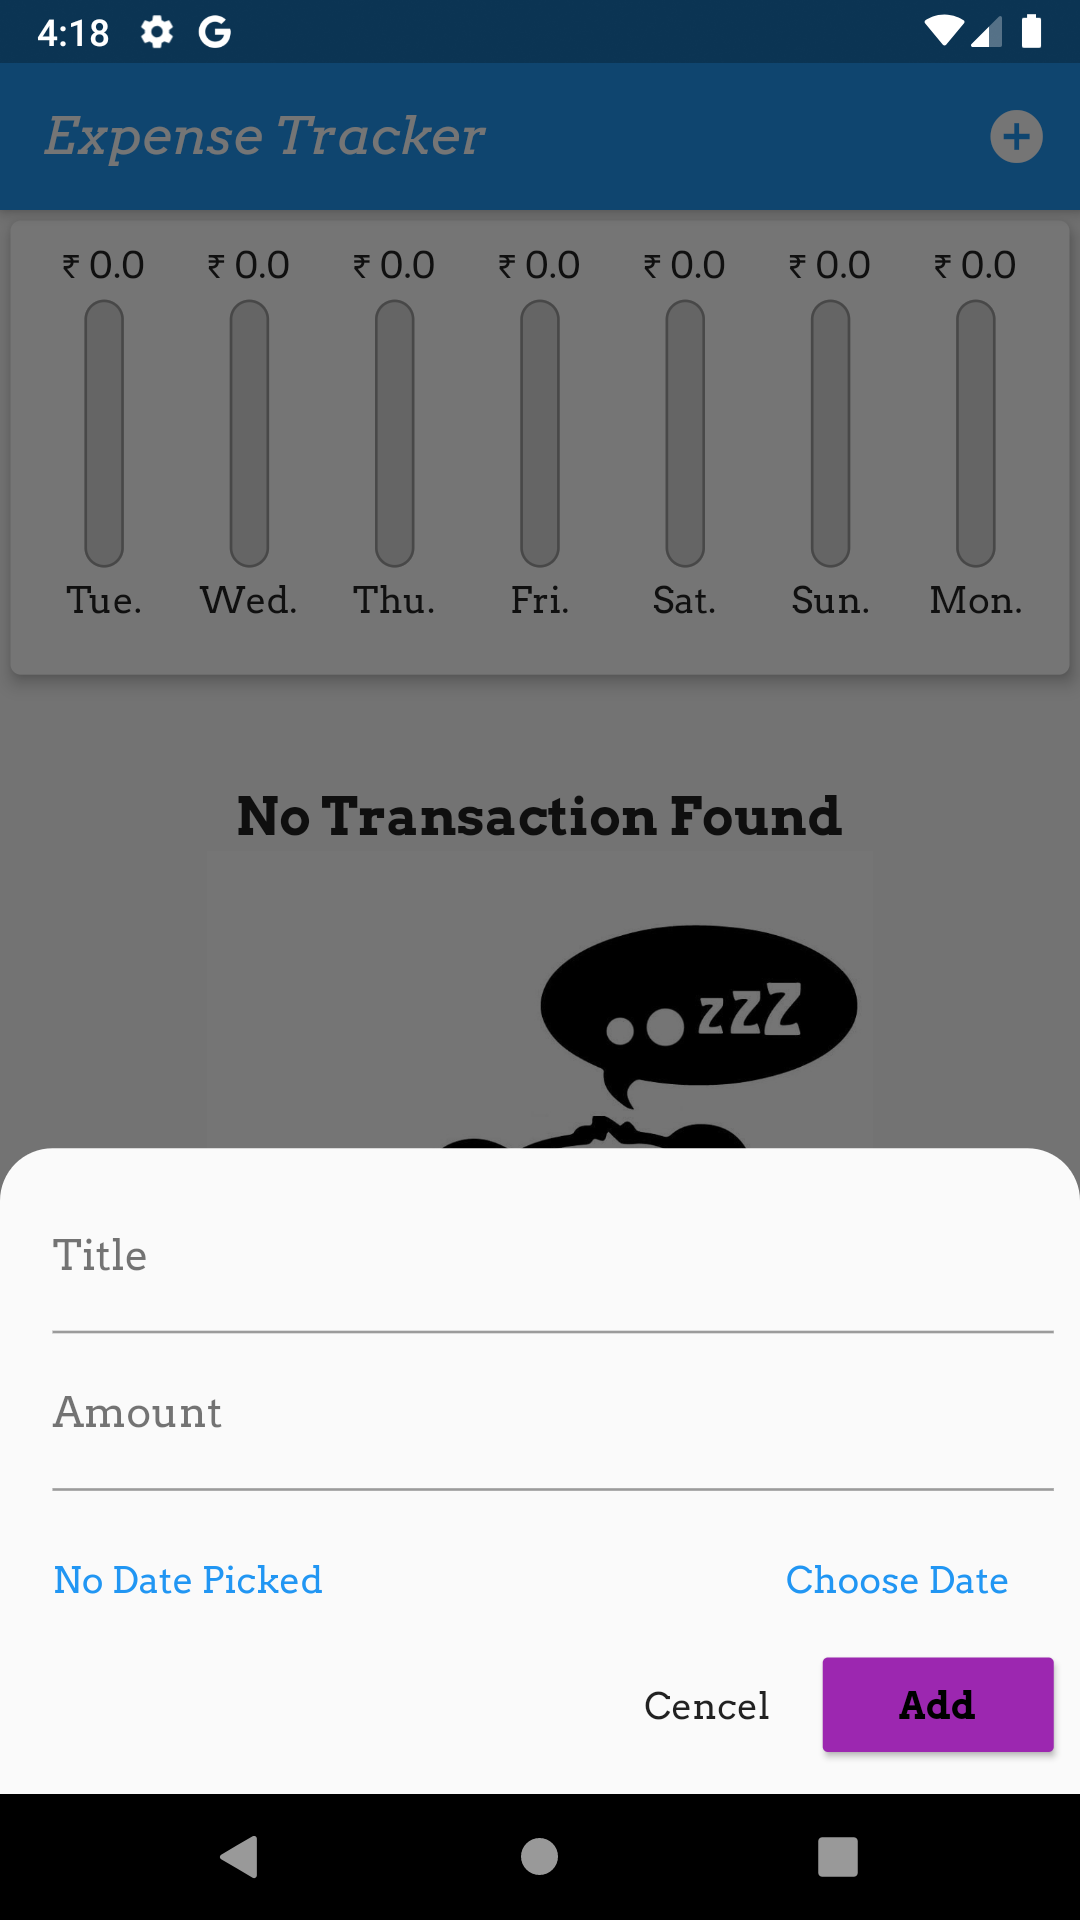 4:18
Expense Tracker
₹ 0.0 ₹ 0.0 ₹ 0.0 ₹ 0.0 ₹ 0.0 ₹ 0.0 ₹ 0.0
Tue. Wed. Thu. Fri. Sat. Sun. Mon.
No Transaction Found
..zzZ
Title
Amount
No Date Picked Choose Date
Cencel Add